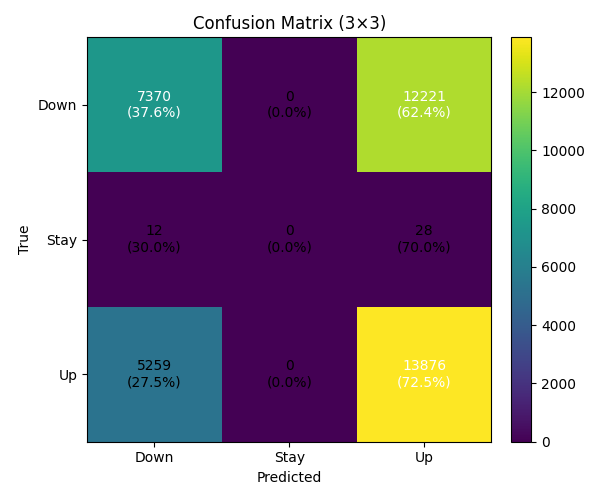 Confusion Matrix (3×3)
Down
7370
(37.6%)
0
(0.0%)
12221
(62.4%)
Stay
12
(30.0%)
0
(0.0%)
28
(70.0%)
Up
5259
(27.5%)
0
(0.0%)
13876
(72.5%)
Down
Stay
Up
Predicted
True
12000
10000
8000
6000
4000
2000
0